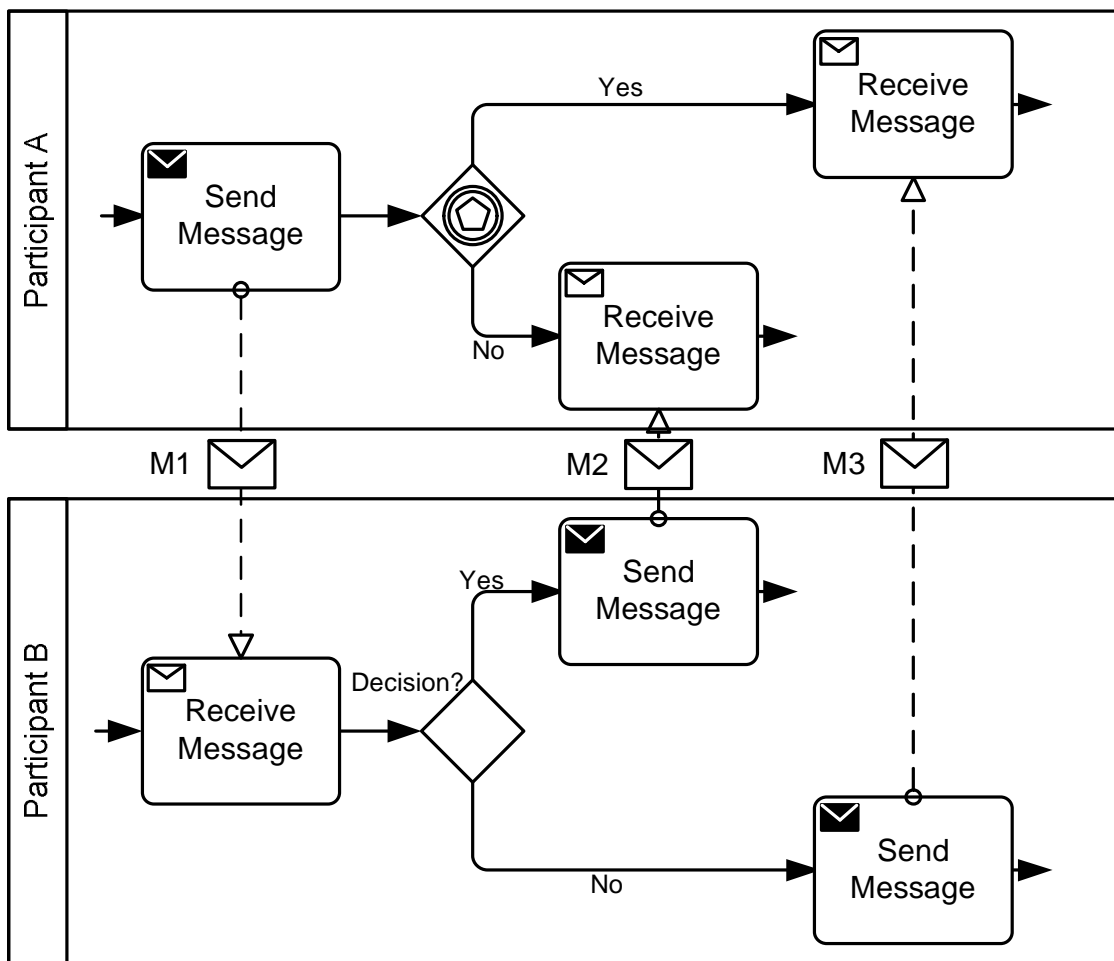 Participant A
Send
Message
Yes
Receive
Message
No
Receive
Message
M1
M2
M3
Participant B
Receive
Message
Decision?
Yes
Send
Message
No
Send
Message